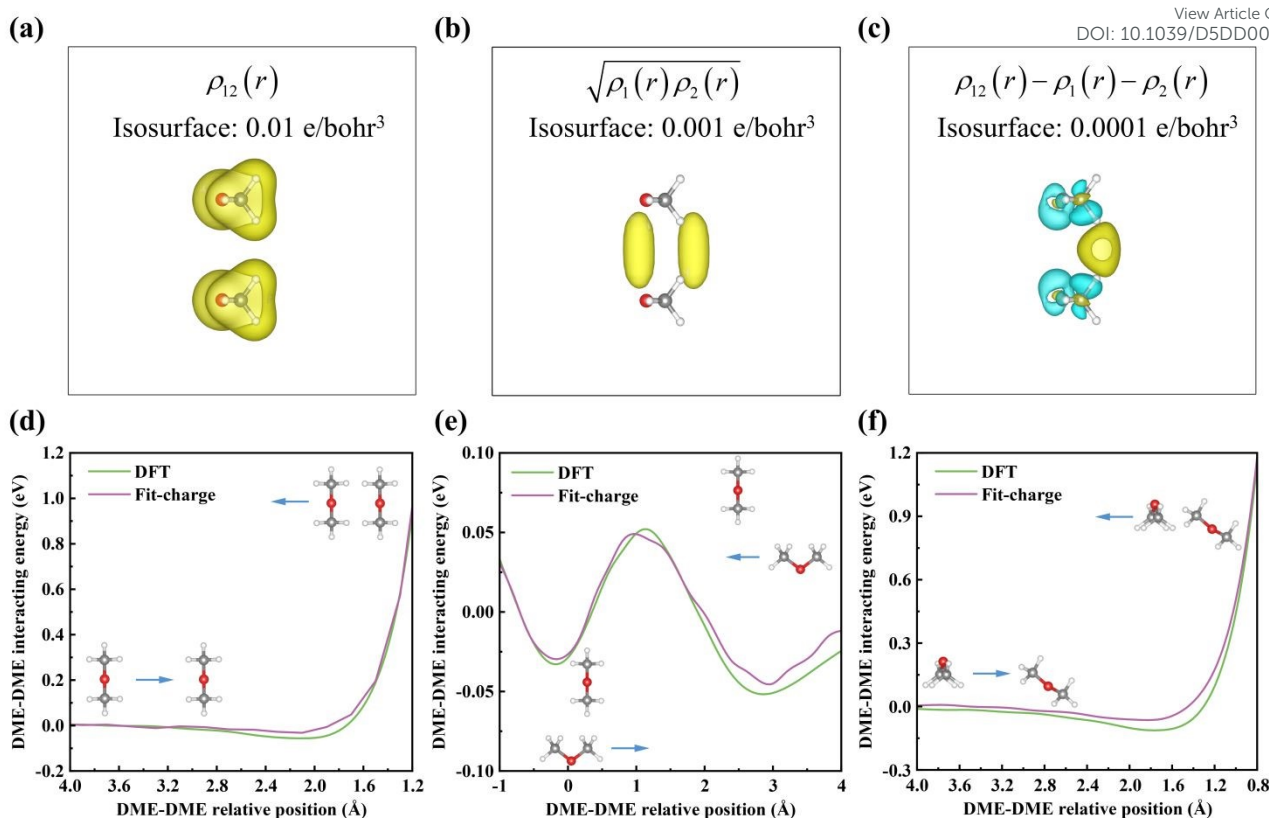 View Article O
DOI: 10.1039/D5DD00
(a)
ρ₁₂(r)
Isosurface: 0.01 e/bohr³
(b)
√ρ₁(r)ρ₂(r)
Isosurface: 0.001 e/bohr³
(c)
ρ₁₂(r) − ρ₁(r) − ρ₂(r)
Isosurface: 0.0001 e/bohr³
(d)
DFT
Fit-charge
DME-DME interacting energy (eV)
1.2
1.0
0.8
0.6
0.4
0.2
0.0
-0.2
4.0 3.6 3.2 2.8 2.4 2.0 1.6 1.2
DME-DME relative position (Å)
(e)
DFT
Fit-charge
DME-DME interacting energy (eV)
0.10
0.05
0.00
-0.05
-0.10
-1 0 1 2 3 4
DME-DME relative position (Å)
(f)
DFT
Fit-charge
DME-DME interacting energy (eV)
1.2
0.9
0.6
0.3
0.0
-0.3
4.0 3.6 3.2 2.8 2.4 2.0 1.6 1.2 0.8
DME-DME relative position (Å)